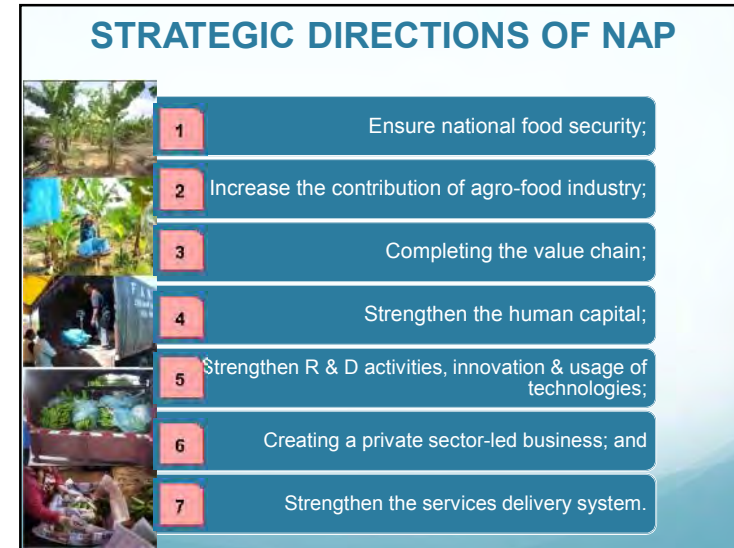 STRATEGIC DIRECTIONS OF NAP
1 Ensure national food security;
2 Increase the contribution of agro-food industry;
3 Completing the value chain;
4 Strengthen the human capital;
5 Strengthen R & D activities, innovation & usage of
technologies;
6 Creating a private sector-led business; and
7 Strengthen the services delivery system.